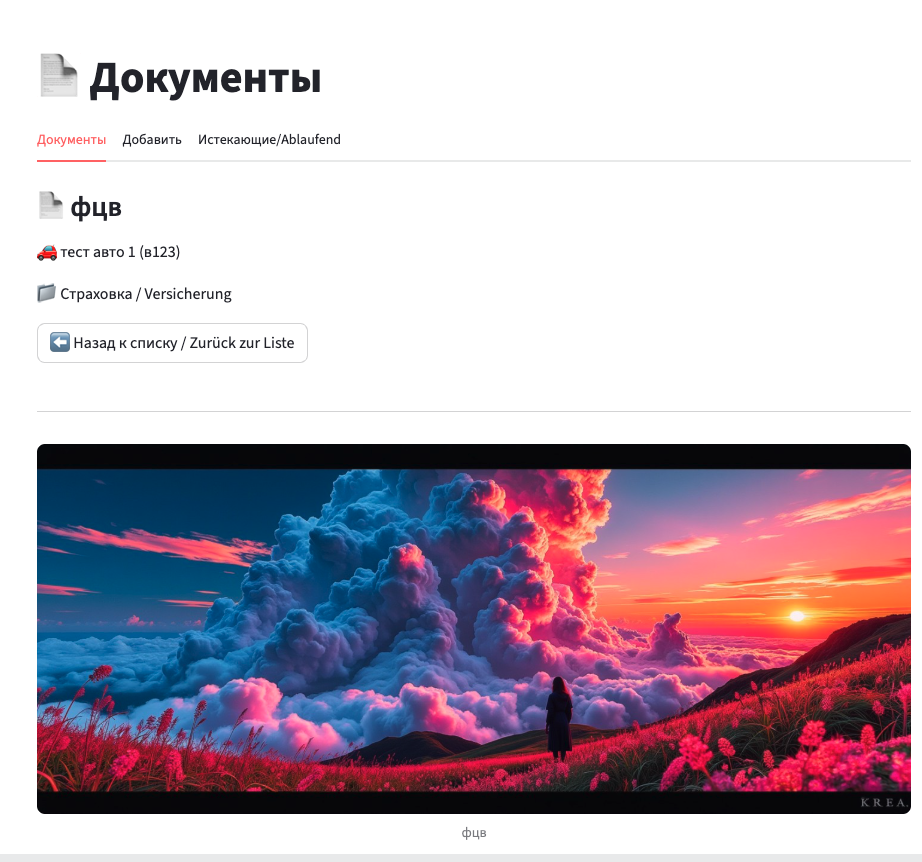 Документы
Документы Добавить Истекающие/Ablaufend
фцв
тест авто 1 (в123)
Страховка / Versicherung
Назад к списку / Zurück zur Liste
KREA.
фцв